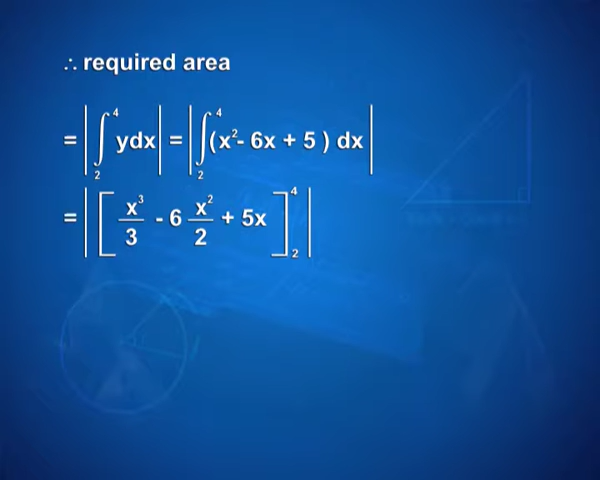 ∴ required area
= | ∫₂⁴ ydx | = | ∫₂⁴ (x² - 6x + 5 ) dx |
= | [ x³/3 - 6 x²/2 + 5x ]₂⁴ |